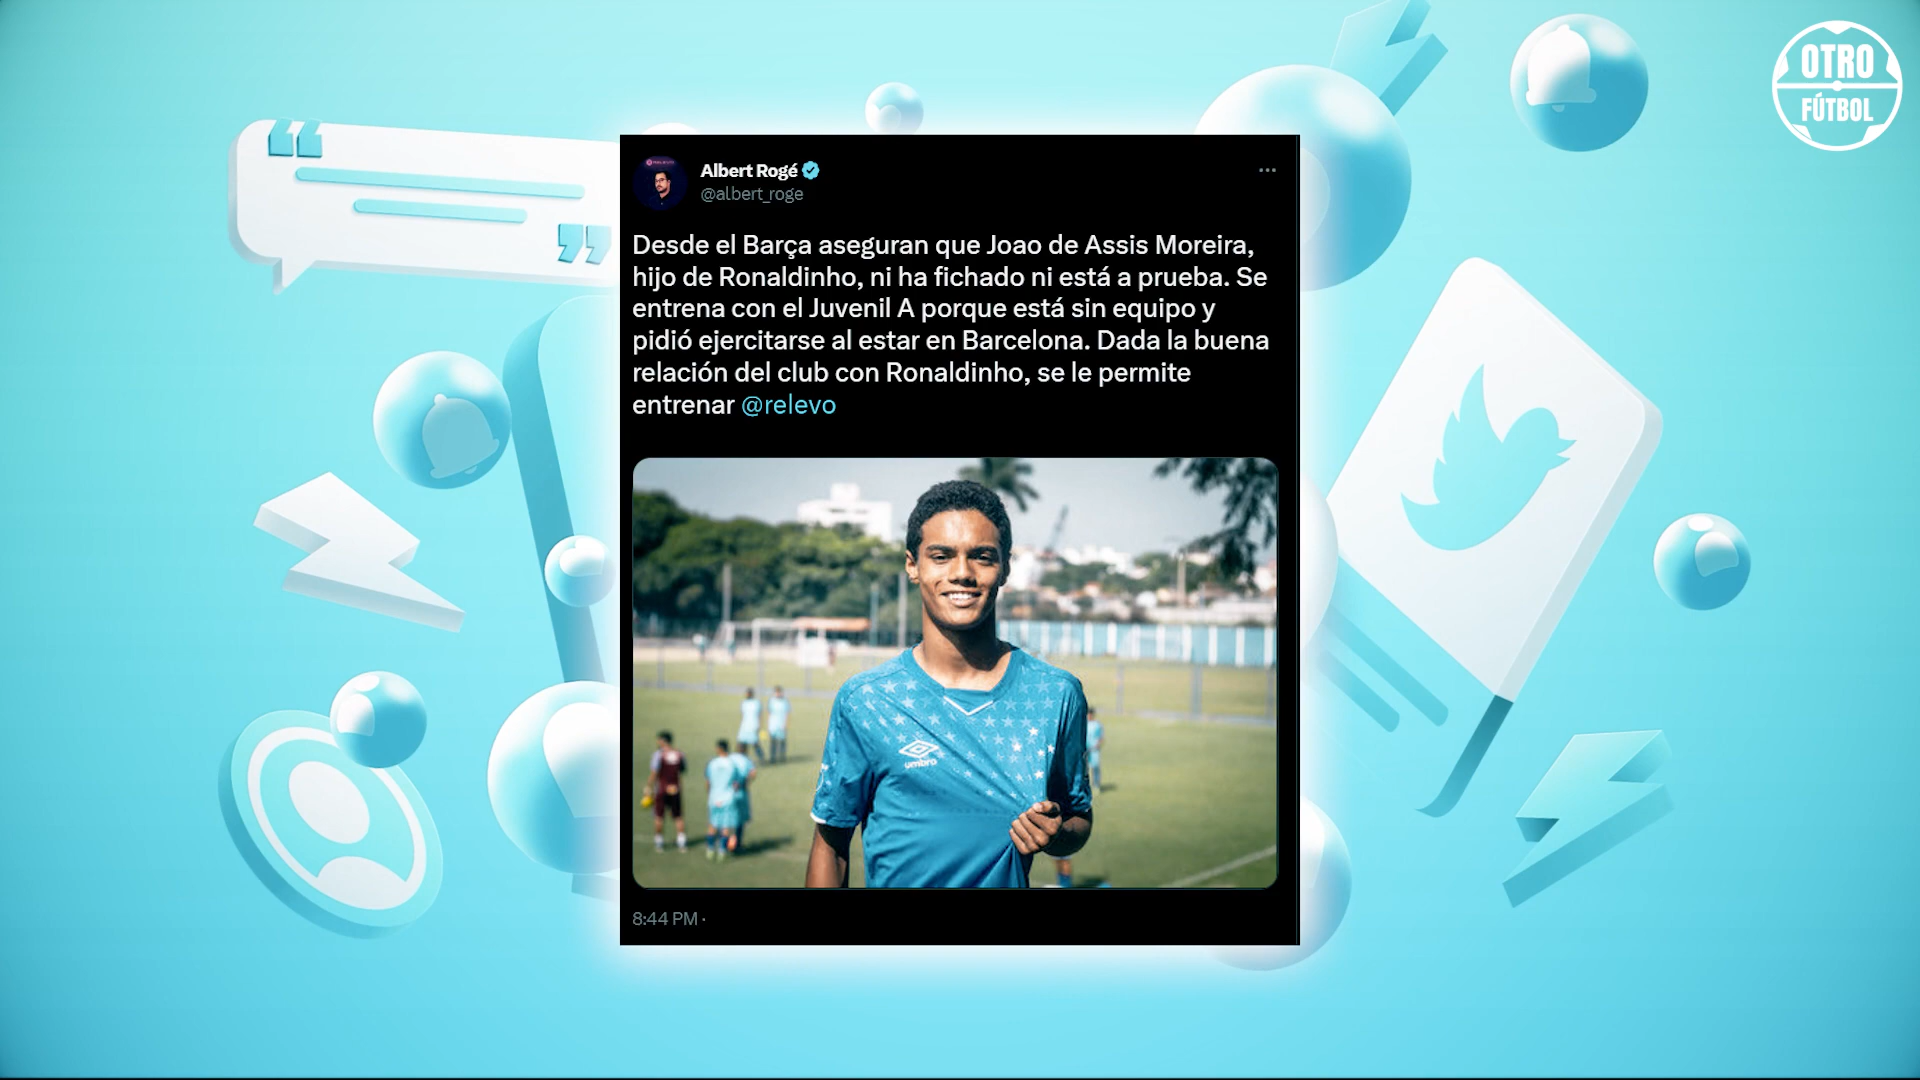 OTRO
FÚTBOL
Albert Rogé
@albert_roge
Desde el Barça aseguran que Joao de Assis Moreira,
hijo de Ronaldinho, ni ha fichado ni está a prueba. Se
entrena con el Juvenil A porque está sin equipo y
pidió ejercitarse al estar en Barcelona. Dada la buena
relación del club con Ronaldinho, se le permite
entrenar @relevo
umbro
8:44 PM ·